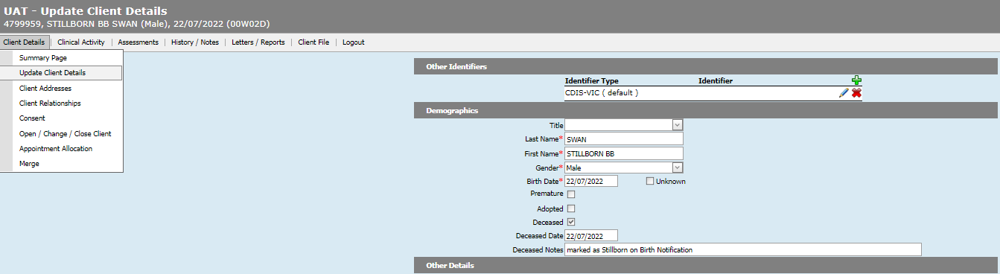 UAT - Update Client Details
4799959, STILLBORN BB SWAN (Male), 22/07/2022 (00W02D)
Client Details | Clinical Activity | Assessments | History / Notes | Letters / Reports | Client File | Logout
Summary Page
Update Client Details
Client Addresses
Client Relationships
Consent
Open / Change / Close Client
Appointment Allocation
Merge
Other Identifiers
Identifier Type Identifier
CDIS-VIC ( default )
Demographics
Title
Last Name* SWAN
First Name* STILLBORN BB
Gender* Male
Birth Date* 22/07/2022 Unknown
Premature
Adopted
Deceased
Deceased Date 22/07/2022
Deceased Notes marked as Stillborn on Birth Notification
Other Details